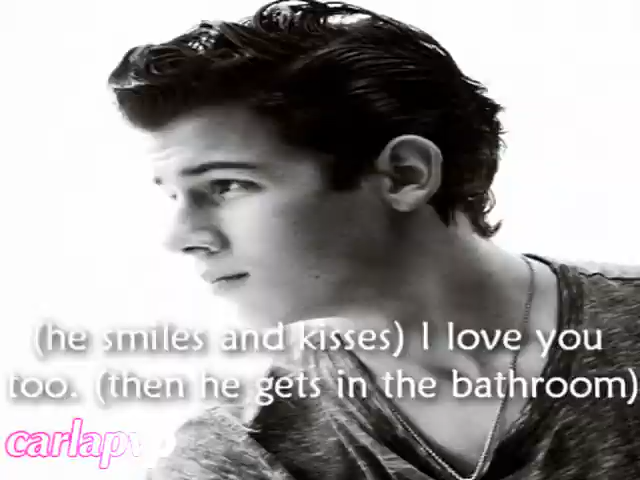 (he smiles and kisses) I love you
too. (then he gets in the bathroom)